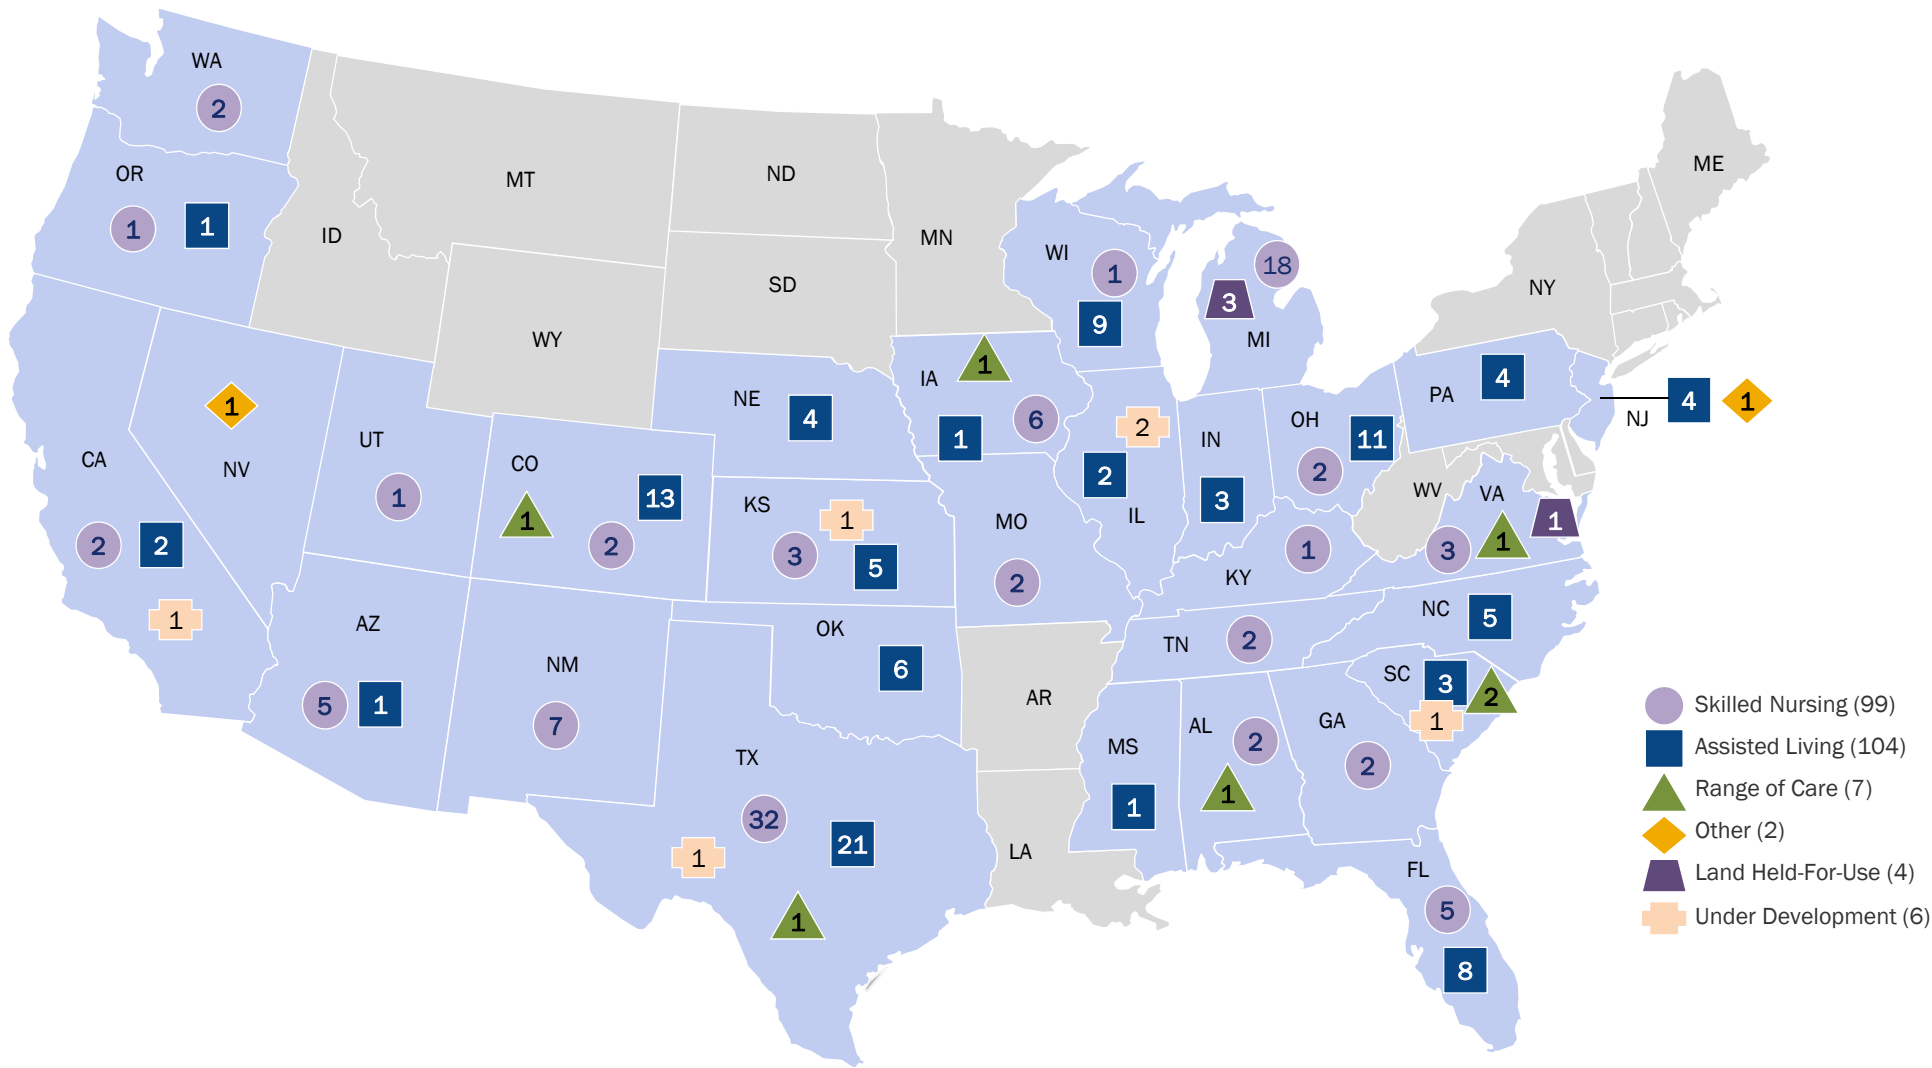 WA
2
OR
1
1
ID
MT
ND
MN
SD
WY
WI
1
9
18
3
MI
ME
NY
NE
4
IA
1
6
1
PA
4
NJ
4
1
1
NV
UT
1
CO
1
13
2
CA
2
2
1
KS
1
3
5
MO
2
2
2
IL
IN
3
OH
11
2
WV
VA
1
3
1
KY
1
AZ
5
1
NM
7
OK
6
AR
TN
2
NC
5
SC
3
2
1
TX
32
21
1
1
LA
MS
1
AL
2
1
GA
2
FL
5
8
Skilled Nursing (99)
Assisted Living (104)
Range of Care (7)
Other (2)
Land Held-For-Use (4)
Under Development (6)